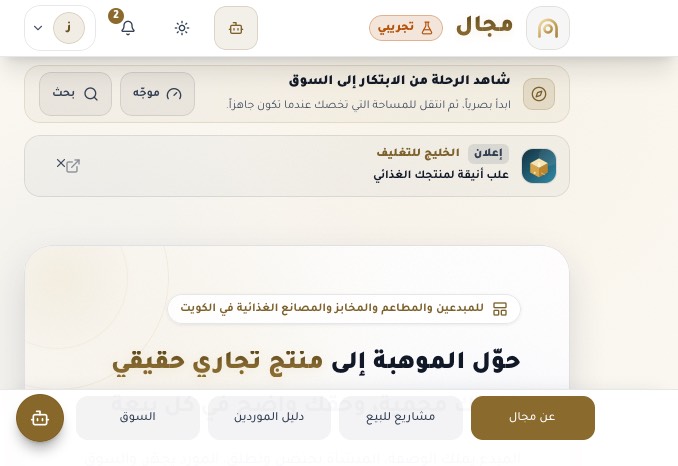 مجال
تجريبي
2
ز
شاهد الرحلة من الابتكار إلى السوق
ابدأ بصرياً، ثم انتقل للمساحة التي تخصك عندما تكون جاهزاً.
موجّه
بحث
إعلان الخليج للتغليف
علب أنيقة لمنتجك الغذائي
للمبدعين والمطاعم والمخابز والمصانع الغذائية في الكويت
حوّل الموهبة إلى منتج تجاري حقيقي
عن مجال
مشاريع للبيع
دليل الموردين
السوق